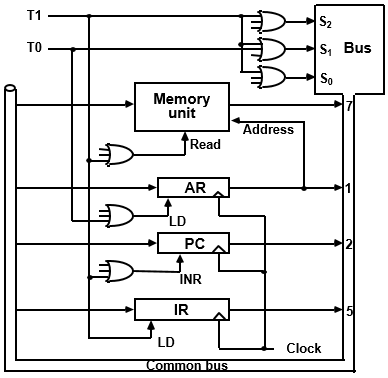 T1
S2
T0
S1
Bus
S0
Memory
unit
7
Address
Read
AR
1
LD
PC
2
INR
IR
5
LD
Clock
Common bus